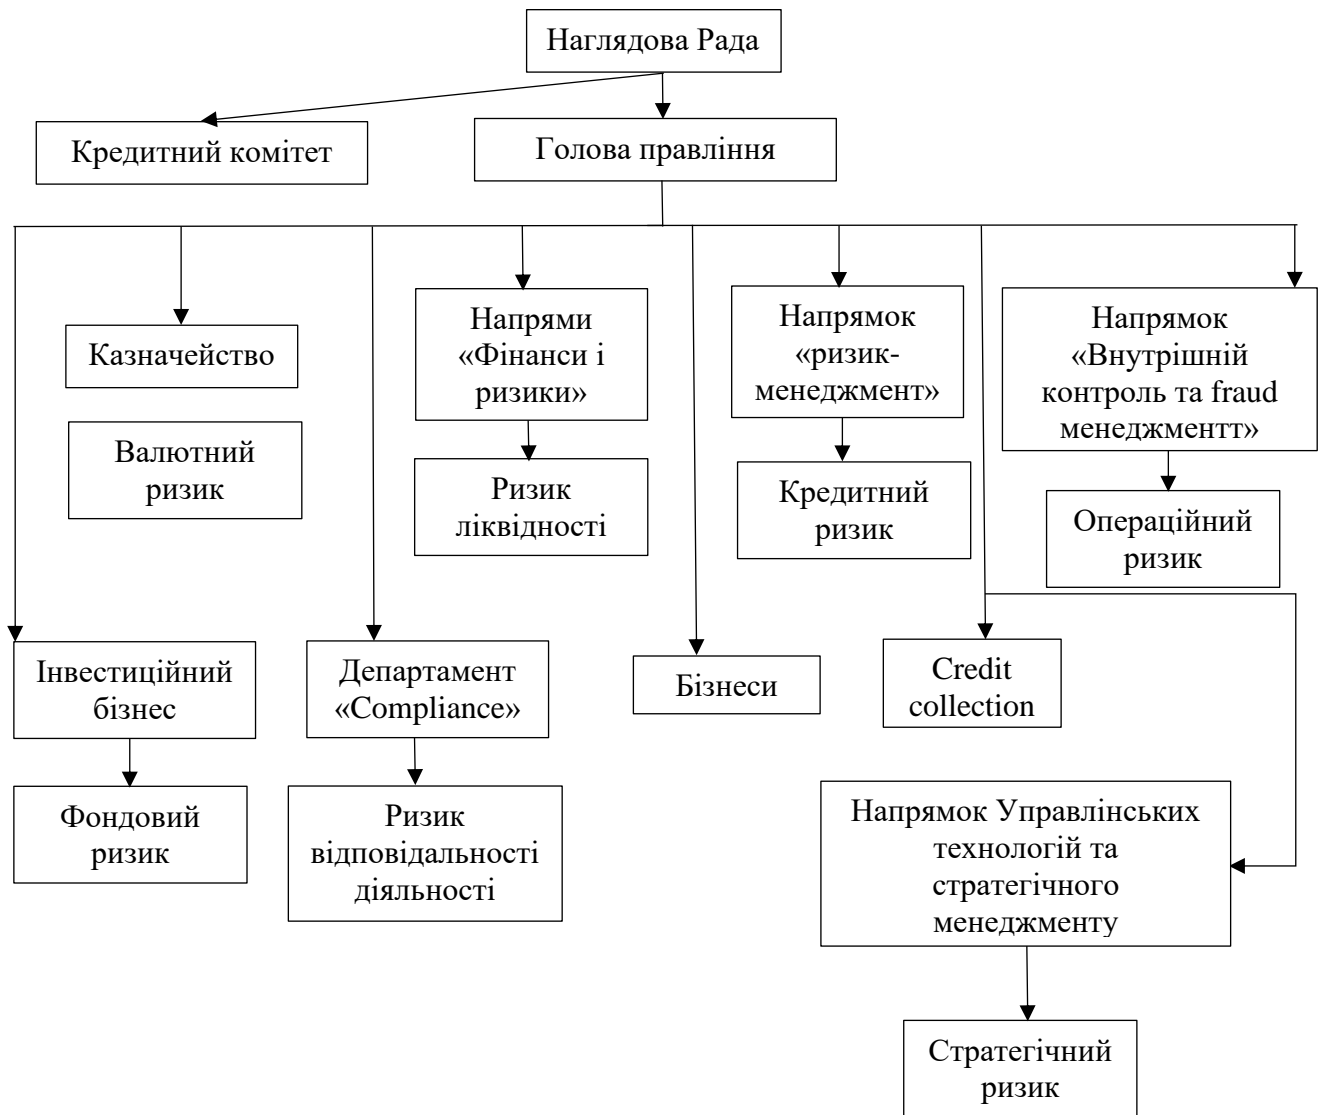 Наглядова Рада
Кредитний комітет
Голова правління
Казначейство
Валютний
ризик
Напрями
«Фінанси і
ризики»
Ризик
ліквідності
Напрямок
«ризик-
менеджмент»
Кредитний
ризик
Напрямок
«Внутрішній
контроль та fraud
менеджментт»
Операційний
ризик
Інвестиційний
бізнес
Фондовий
ризик
Департамент
«Compliance»
Ризик
відповідальності
діяльності
Бізнеси
Credit
collection
Напрямок Управлінських
технологій та
стратегічного
менеджменту
Стратегічний
ризик